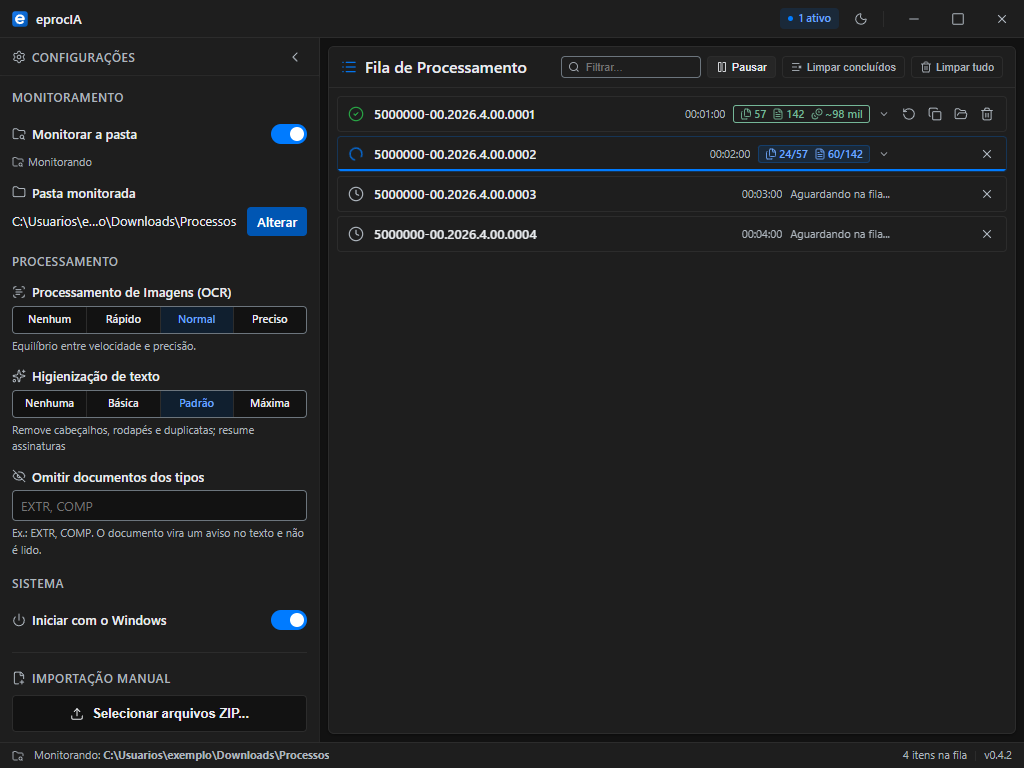 eprocIA
1 ativo
CONFIGURAÇÕES
MONITORAMENTO
Monitorar a pasta
Monitorando
Pasta monitorada
C:\Usuarios\e...o\Downloads\Processos
Alterar
PROCESSAMENTO
Processamento de Imagens (OCR)
Nenhum Rápido Normal Preciso
Equilíbrio entre velocidade e precisão.
Higienização de texto
Nenhuma Básica Padrão Máxima
Remove cabeçalhos, rodapés e duplicatas; resume
assinaturas
Omitir documentos dos tipos
EXTR, COMP
Ex.: EXTR, COMP. O documento vira um aviso no texto e não
é lido.
SISTEMA
Iniciar com o Windows
IMPORTAÇÃO MANUAL
Selecionar arquivos ZIP...
Fila de Processamento
Filtrar...
Pausar
Limpar concluídos
Limpar tudo
5000000-00.2026.4.00.0001 00:01:00 57 142 ~98 mil
5000000-00.2026.4.00.0002 00:02:00 24/57 60/142
5000000-00.2026.4.00.0003 00:03:00 Aguardando na fila...
5000000-00.2026.4.00.0004 00:04:00 Aguardando na fila...
Monitorando: C:\Usuarios\exemplo\Downloads\Processos
4 itens na fila
v0.4.2